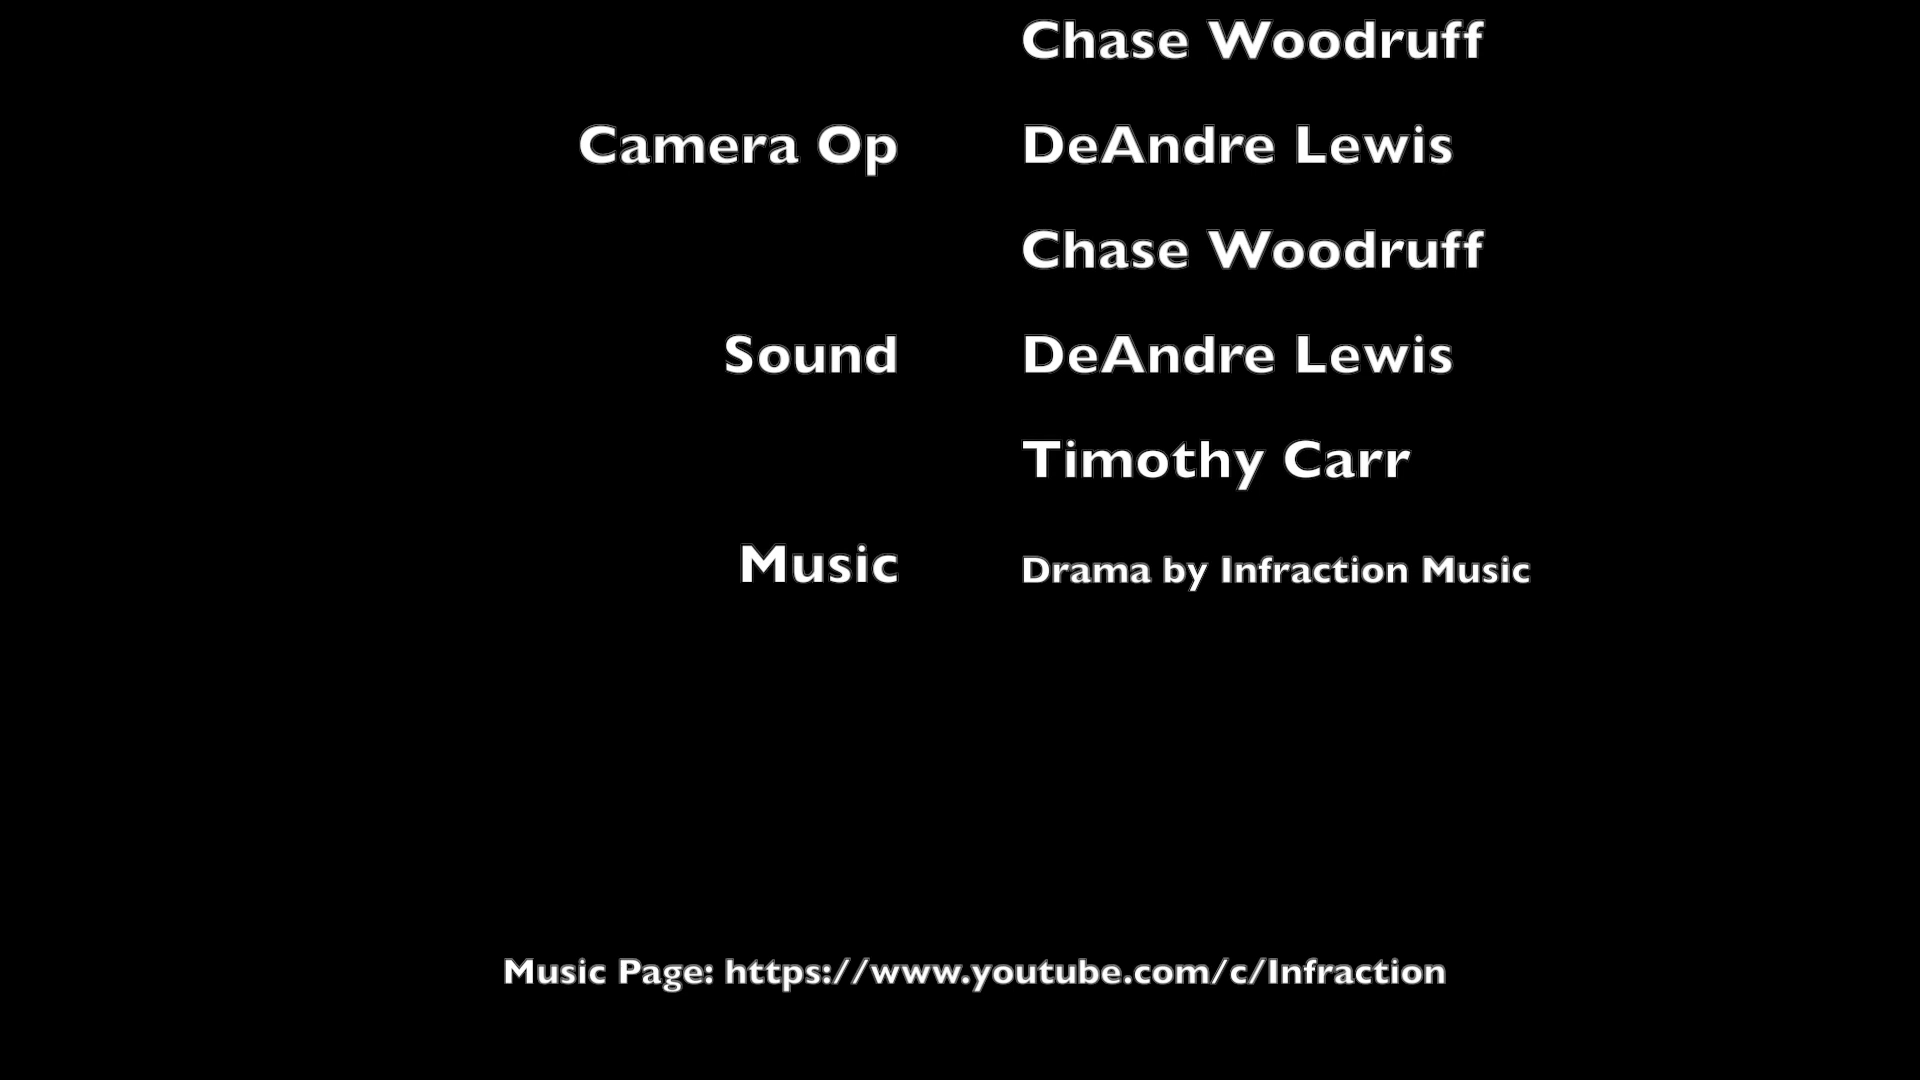 Chase Woodruff
Camera Op DeAndre Lewis
Chase Woodruff
Sound DeAndre Lewis
Timothy Carr
Music Drama by Infraction Music
Music Page: https://www.youtube.com/c/Infraction